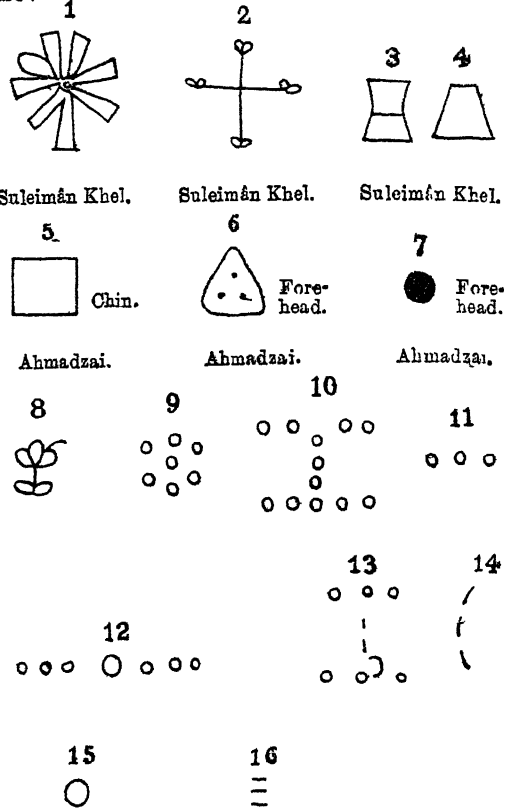 1 2
3 4
Suleimân Khel. Suleimân Khel. Suleimân Khel.
5 6 7
Chin. Fore-
head. Fore-
head.
Ahmadzai. Ahmadzai. Ahmadzai.
8 9 10 11
12 13 14
15 16